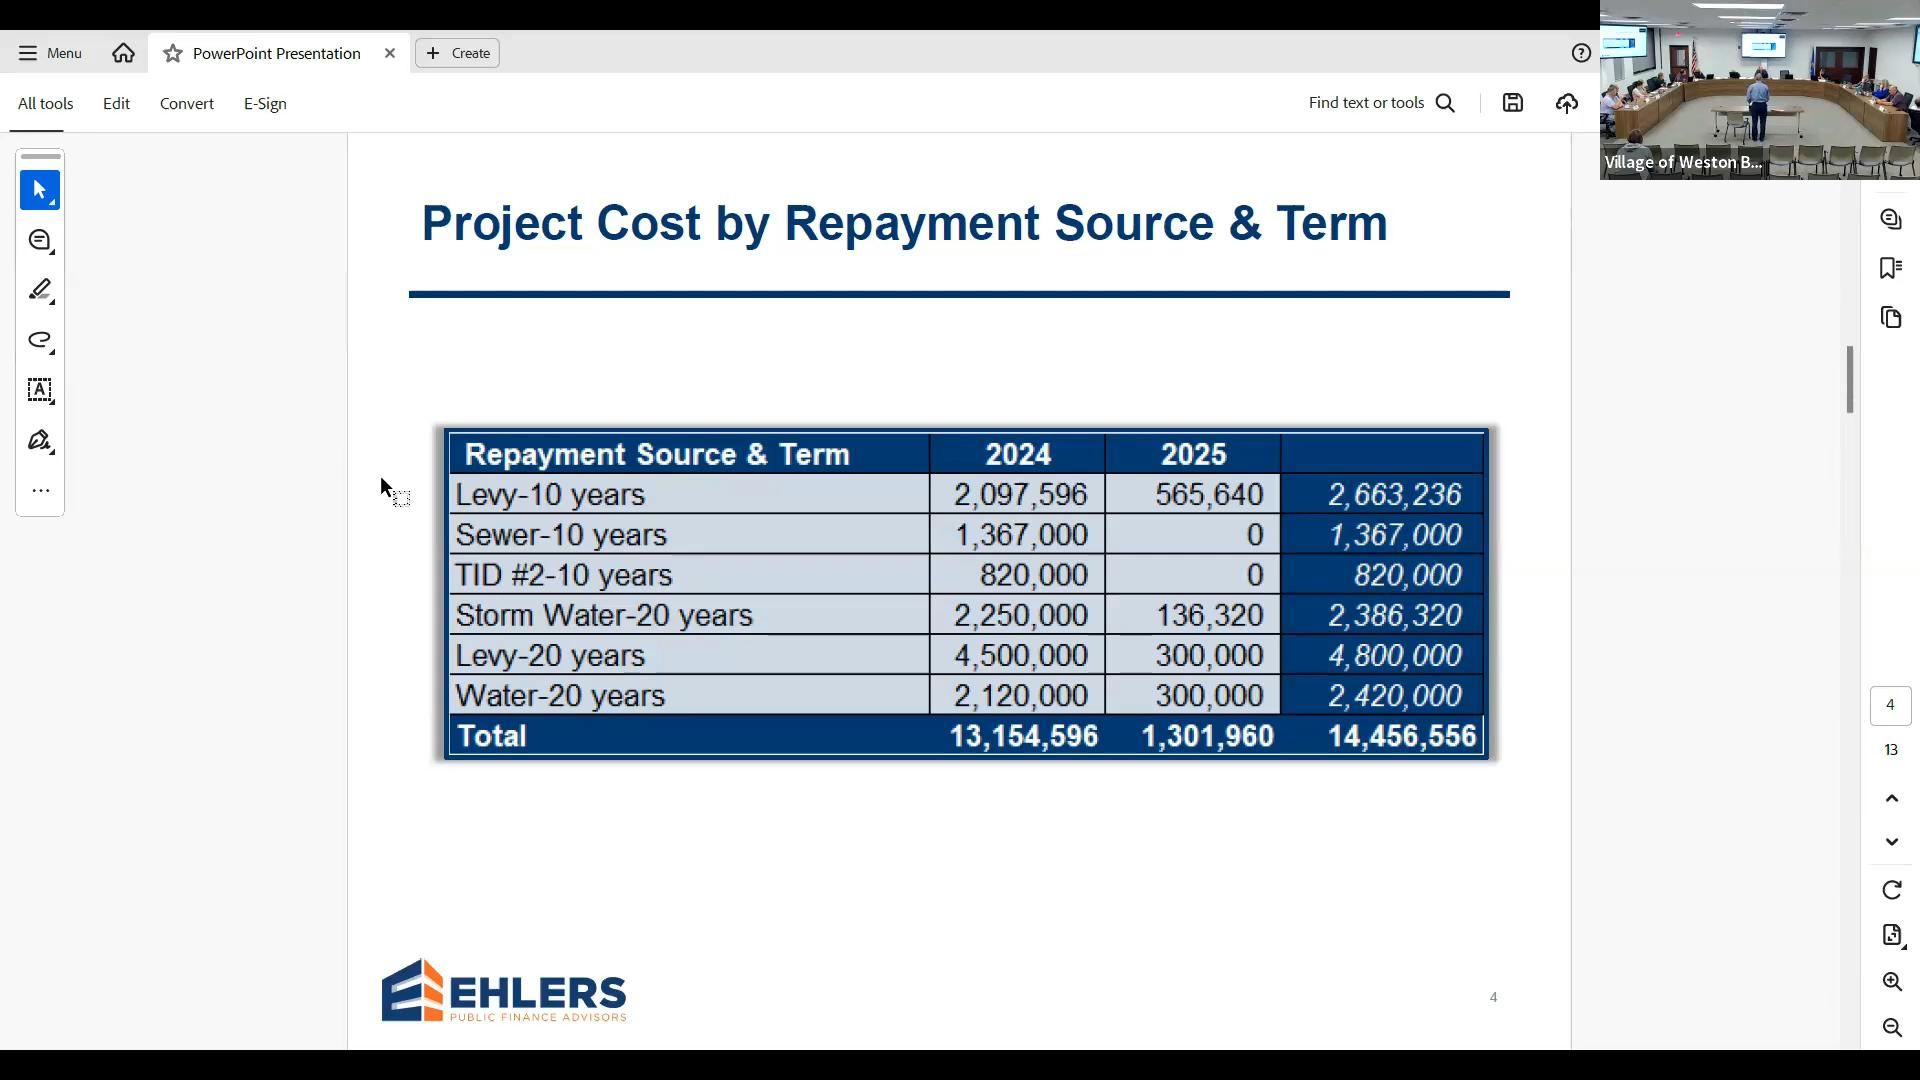 Menu
PowerPoint Presentation
Create
All tools
Edit
Convert
E-Sign
Find text or tools
Village of Weston B...
Project Cost by Repayment Source & Term
Repayment Source & Term 2024 2025
Levy-10 years 2,097,596 565,640 2,663,236
Sewer-10 years 1,367,000 0 1,367,000
TID #2-10 years 820,000 0 820,000
Storm Water-20 years 2,250,000 136,320 2,386,320
Levy-20 years 4,500,000 300,000 4,800,000
Water-20 years 2,120,000 300,000 2,420,000
Total 13,154,596 1,301,960 14,456,556
EHLERS
PUBLIC FINANCE ADVISORS
4
4
13